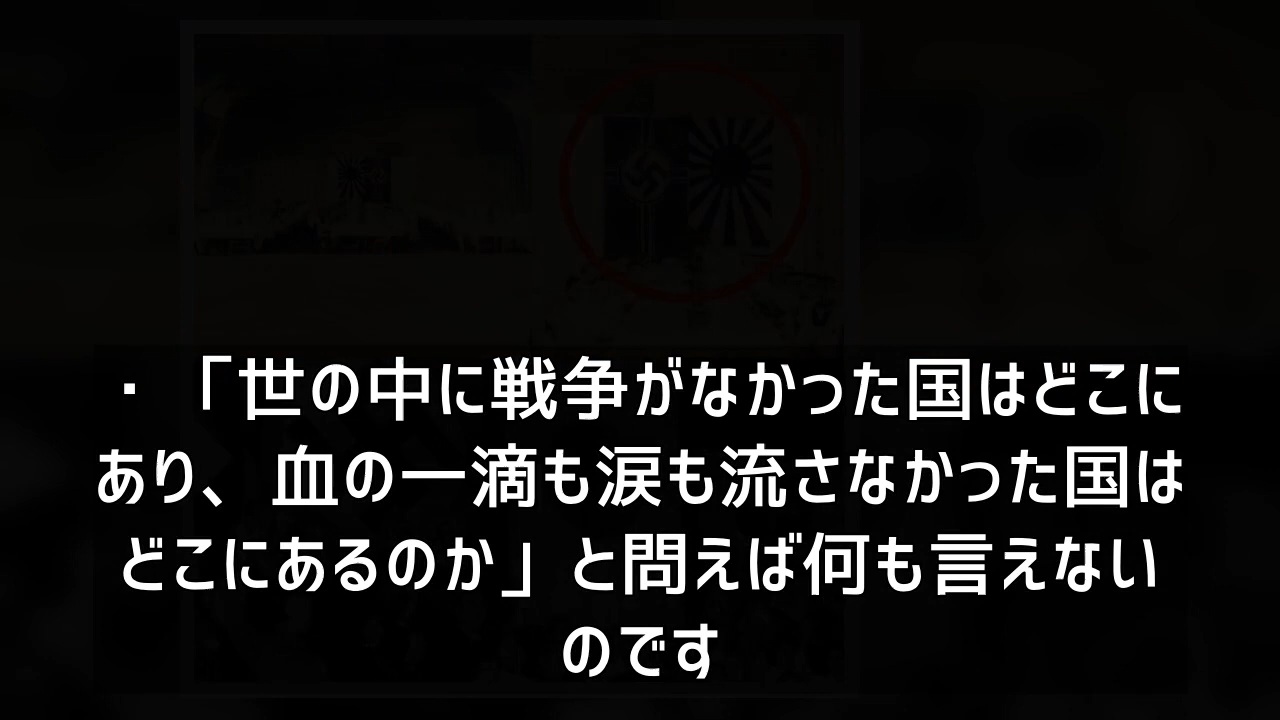 ・「世の中に戦争がなかった国はどこに
あり、血の一滴も涙も流さなかった国は
どこにあるのか」と問えば何も言えない
のです